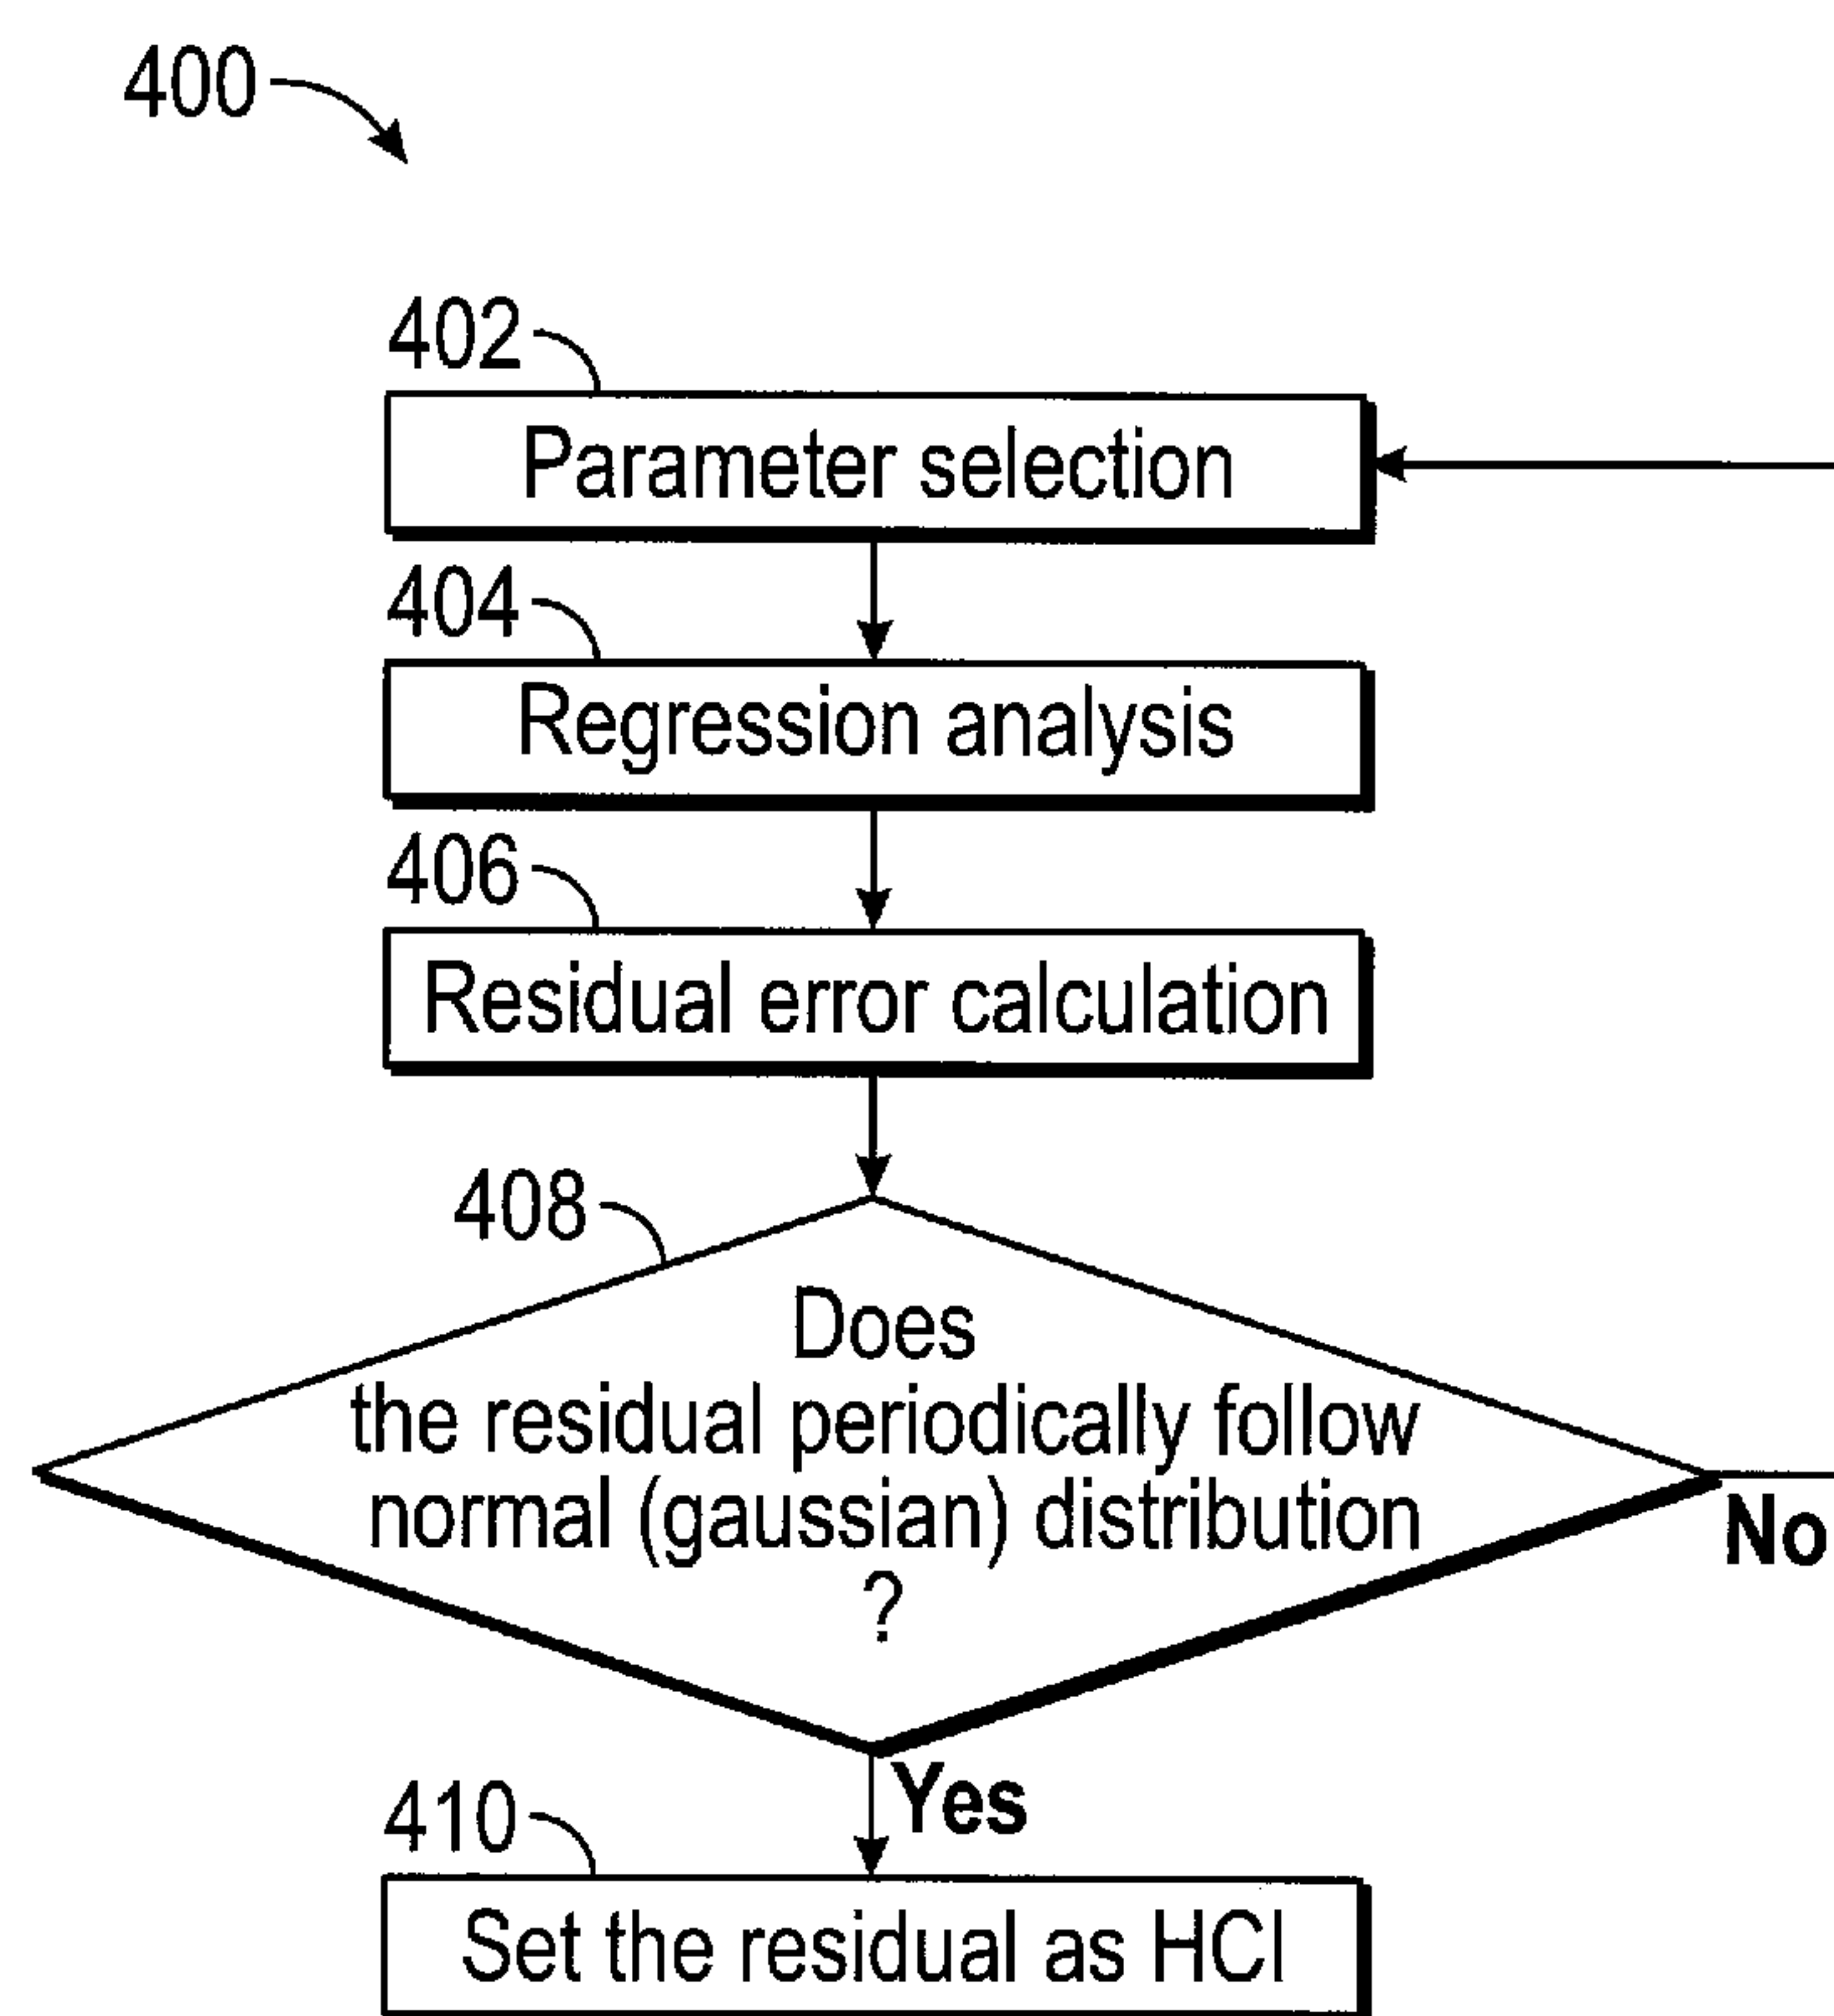 400
402
Parameter selection
404
Regression analysis
406
Residual error calculation
408
Does
the residual periodically follow
normal (gaussian) distribution
?
No
Yes
410
Set the residual as HCl